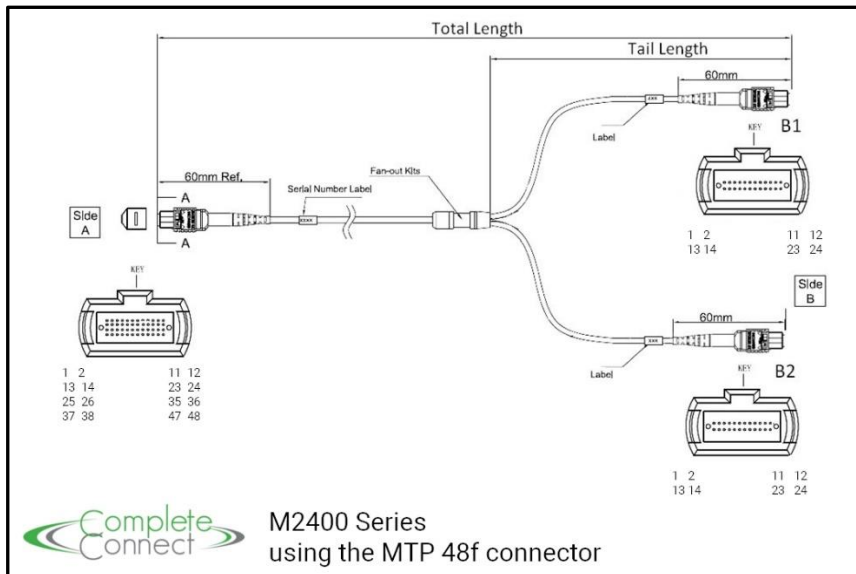 Total Length
Tail Length
60mm
Label
B1
KEY
1 2 11 12
13 14 23 24
60mm Ref.
Serial Number Label
Fan-out Kits
A
Side
A
A
KEY
1 2 11 12
13 14 23 24
25 26 35 36
37 38 47 48
Side
B
60mm
Label
B2
KEY
1 2 11 12
13 14 23 24
Complete
Connect
M2400 Series
using the MTP 48f connector